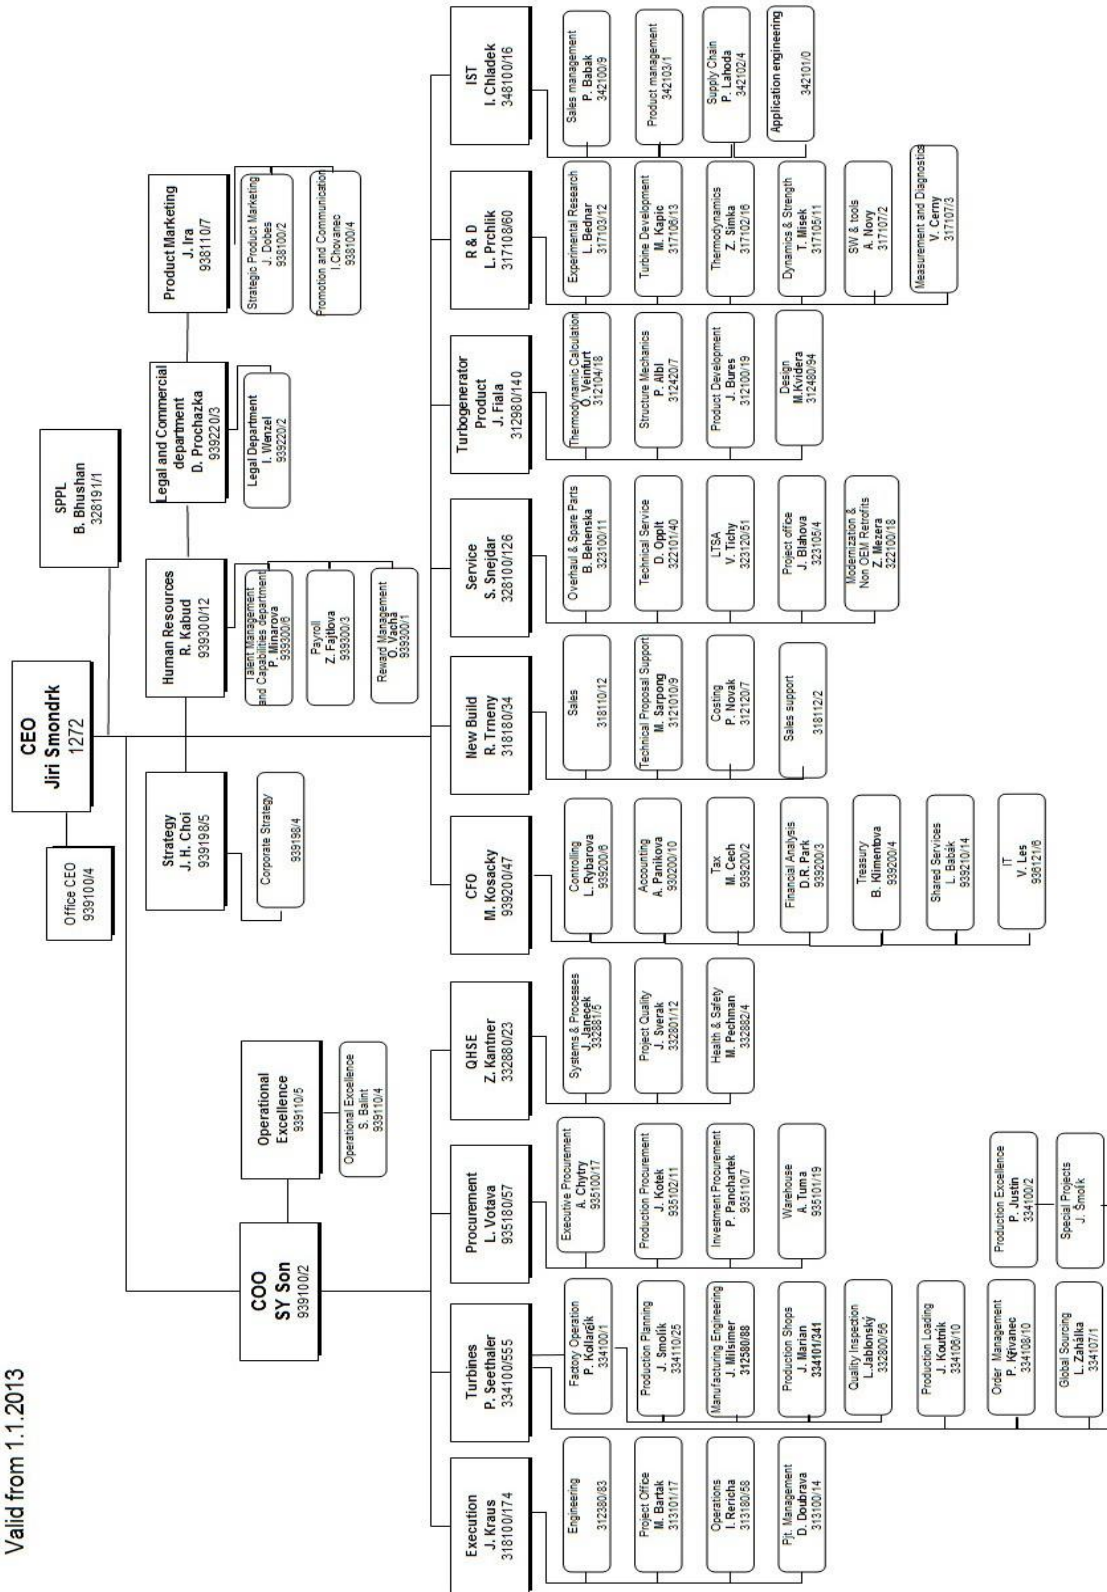 Valid from 1.1.2013
CEO
Jiri Smondrk
1272
Office CEO
939100/4
SPPL
B. Bhushan
328191/1
Strategy
J. H. Choi
939198/5
Corporate Strategy
939198/4
Human Resources
R. Kabud
939300/12
Talent Management
and Capabilities department
P. Minarova
939300/6
Payroll
Z. Fajtlova
939300/3
Reward Management
O. Vacha
939300/1
Legal and Commercial
department
D. Prochazka
939220/3
Legal Department
I. Wenzel
939220/2
Product Marketing
J. Ira
938110/7
Strategic Product Marketing
J. Dobes
938100/2
Promotion and Communication
I.Chovanec
938100/4
COO
SY Son
939100/2
Operational
Excellence
939110/5
Operational Excellence
S. Balint
939110/4
Execution
J. Kraus
318100/174
Engineering
312380/83
Project Office
M. Bartak
313101/17
Operations
I. Rericha
313180/58
Pjt. Management
D. Doubrava
313100/14
Turbines
P. Seethaler
334100/555
Factory Operation
P. Kollarčik
334100/1
Production Planning
J. Smolík
334110/25
Manufacturing Engineering
J. Milsimer
312580/88
Production Shops
J. Marian
334101/341
Quality Inspection
L.Jablonský
332800/56
Production Loading
J. Koutník
334106/10
Order Management
P. Křivanec
334108/10
Global Sourcing
L. Zahálka
334107/1
Production Excellence
P. Justin
334100/2
Special Projects
J. Šmolík
Procurement
L. Votava
935180/57
Executive Procurement
A. Chytry
935100/17
Production Procurement
J. Kotek
935102/11
Investment Procurement
P. Panchartek
935110/7
Warehouse
A. Tuma
935101/19
QHSE
Z. Kantner
332880/23
Systems & Processes
J. Janecek
332881/5
Project Quality
J. Sverak
332801/12
Health & Safety
M. Pechman
332882/4
CFO
M. Kosacky
939200/47
Controlling
L. Rybarova
939200/6
Accounting
A. Panikova
930200/10
Tax
M. Cech
939200/2
Financial Analysis
D.R. Park
939200/3
Treasury
B. Klimentova
939200/4
Shared Services
L. Babák
939210/14
IT
V. Les
936121/6
New Build
R. Trneny
318180/34
Sales
318110/12
Technical Proposal Support
M. Sarpong
3121010/9
Costing
P. Novak
312120/7
Sales support
318112/2
Service
S. Snejdar
328100/126
Overhaul & Spare Parts
B. Behenska
323100/11
Technical Service
D. Opplt
322101/40
LTSA
V. Tichy
323120/51
Project office
J. Blahova
323105/4
Modernization &
Non OEM Retrofits
Z. Mezera
322100/18
Turbogenerator
Product
J. Fiala
312980/140
Thermodynamic Calculation
O. Veinfurt
312104/18
Structure Mechanics
P. Albl
312420/7
Product Development
J. Bures
312100/19
Design
M.Kvidera
312480/94
R & D
L. Prchlik
317108/60
Experimental Research
L. Bednar
317103/12
Turbine Development
M. Kapic
317106/13
Thermodynamics
Z. Simka
317102/16
Dynamics & Strength
T. Misek
317105/11
SW & tools
A. Novy
317107/2
Measurement and Diagnostics
V. Cerny
317107/3
IST
I. Chladek
348100/16
Sales management
P. Babak
342100/9
Product management
342103/1
Supply Chain
P. Lahoda
342102/4
Application engineering
342101/0